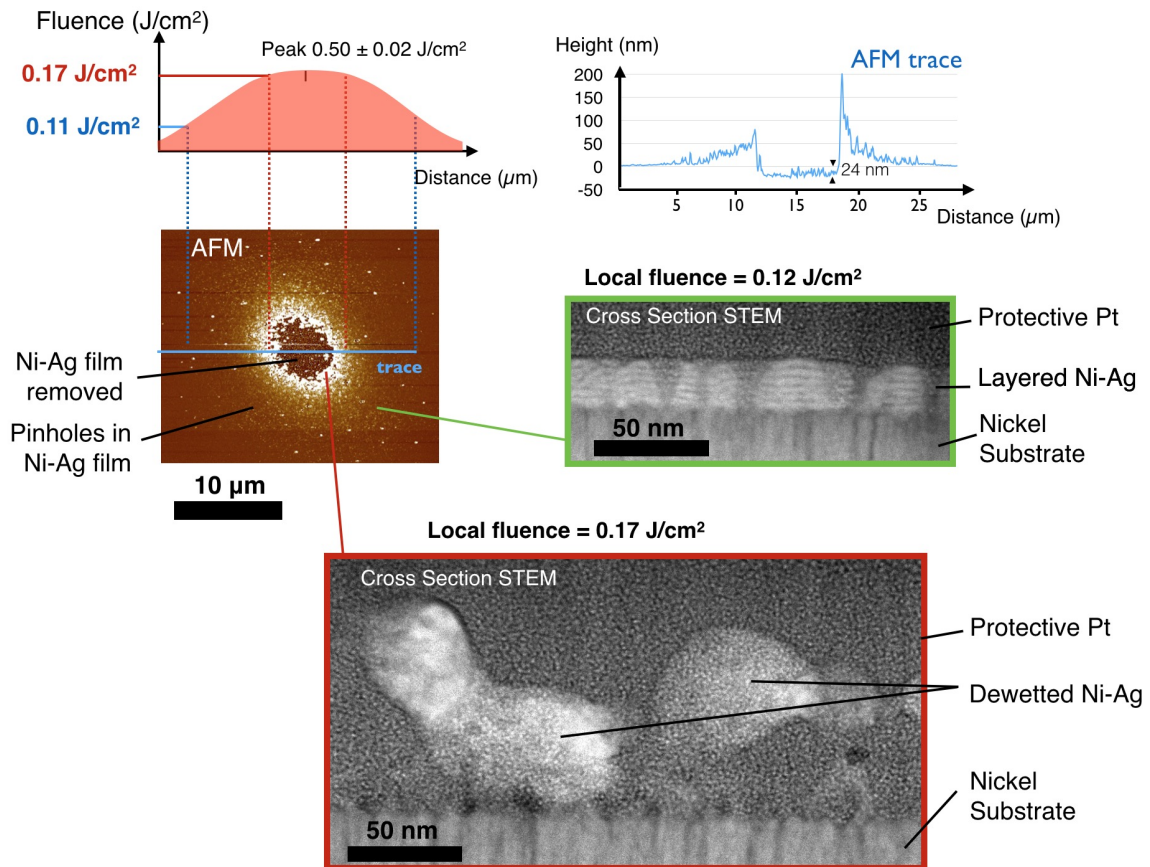 Fluence (J/cm²)
Peak 0.50 ± 0.02 J/cm²
0.17 J/cm²
0.11 J/cm²
Distance (µm)
Height (nm)
AFM trace
200
150
100
50
0
-50
24 nm
5
10
15
20
25
Distance (µm)
AFM
trace
Ni-Ag film
removed
Pinholes in
Ni-Ag film
10 µm
Local fluence = 0.12 J/cm²
Cross Section STEM
50 nm
Protective Pt
Layered Ni-Ag
Nickel
Substrate
Local fluence = 0.17 J/cm²
Cross Section STEM
50 nm
Protective Pt
Dewetted Ni-Ag
Nickel
Substrate